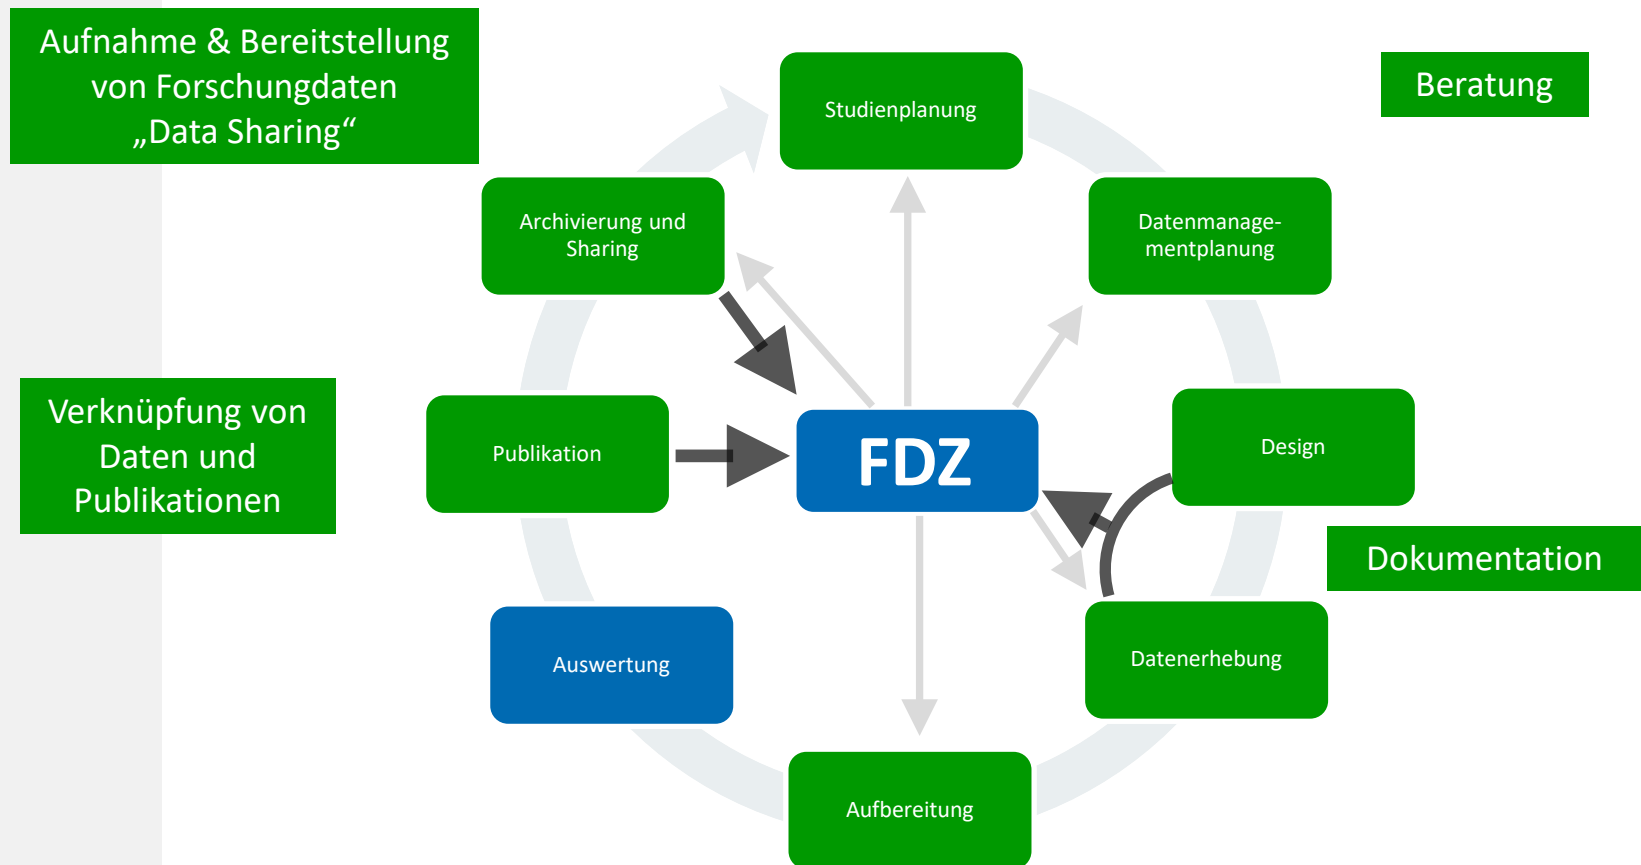 Aufnahme & Bereitstellung
von Forschungdaten
„Data Sharing“
Studienplanung
Beratung
Archivierung und
Sharing
Datenmanage-
mentplanung
Verknüpfung von
Daten und
Publikationen
Publikation
FDZ
Design
Dokumentation
Auswertung
Datenerhebung
Aufbereitung